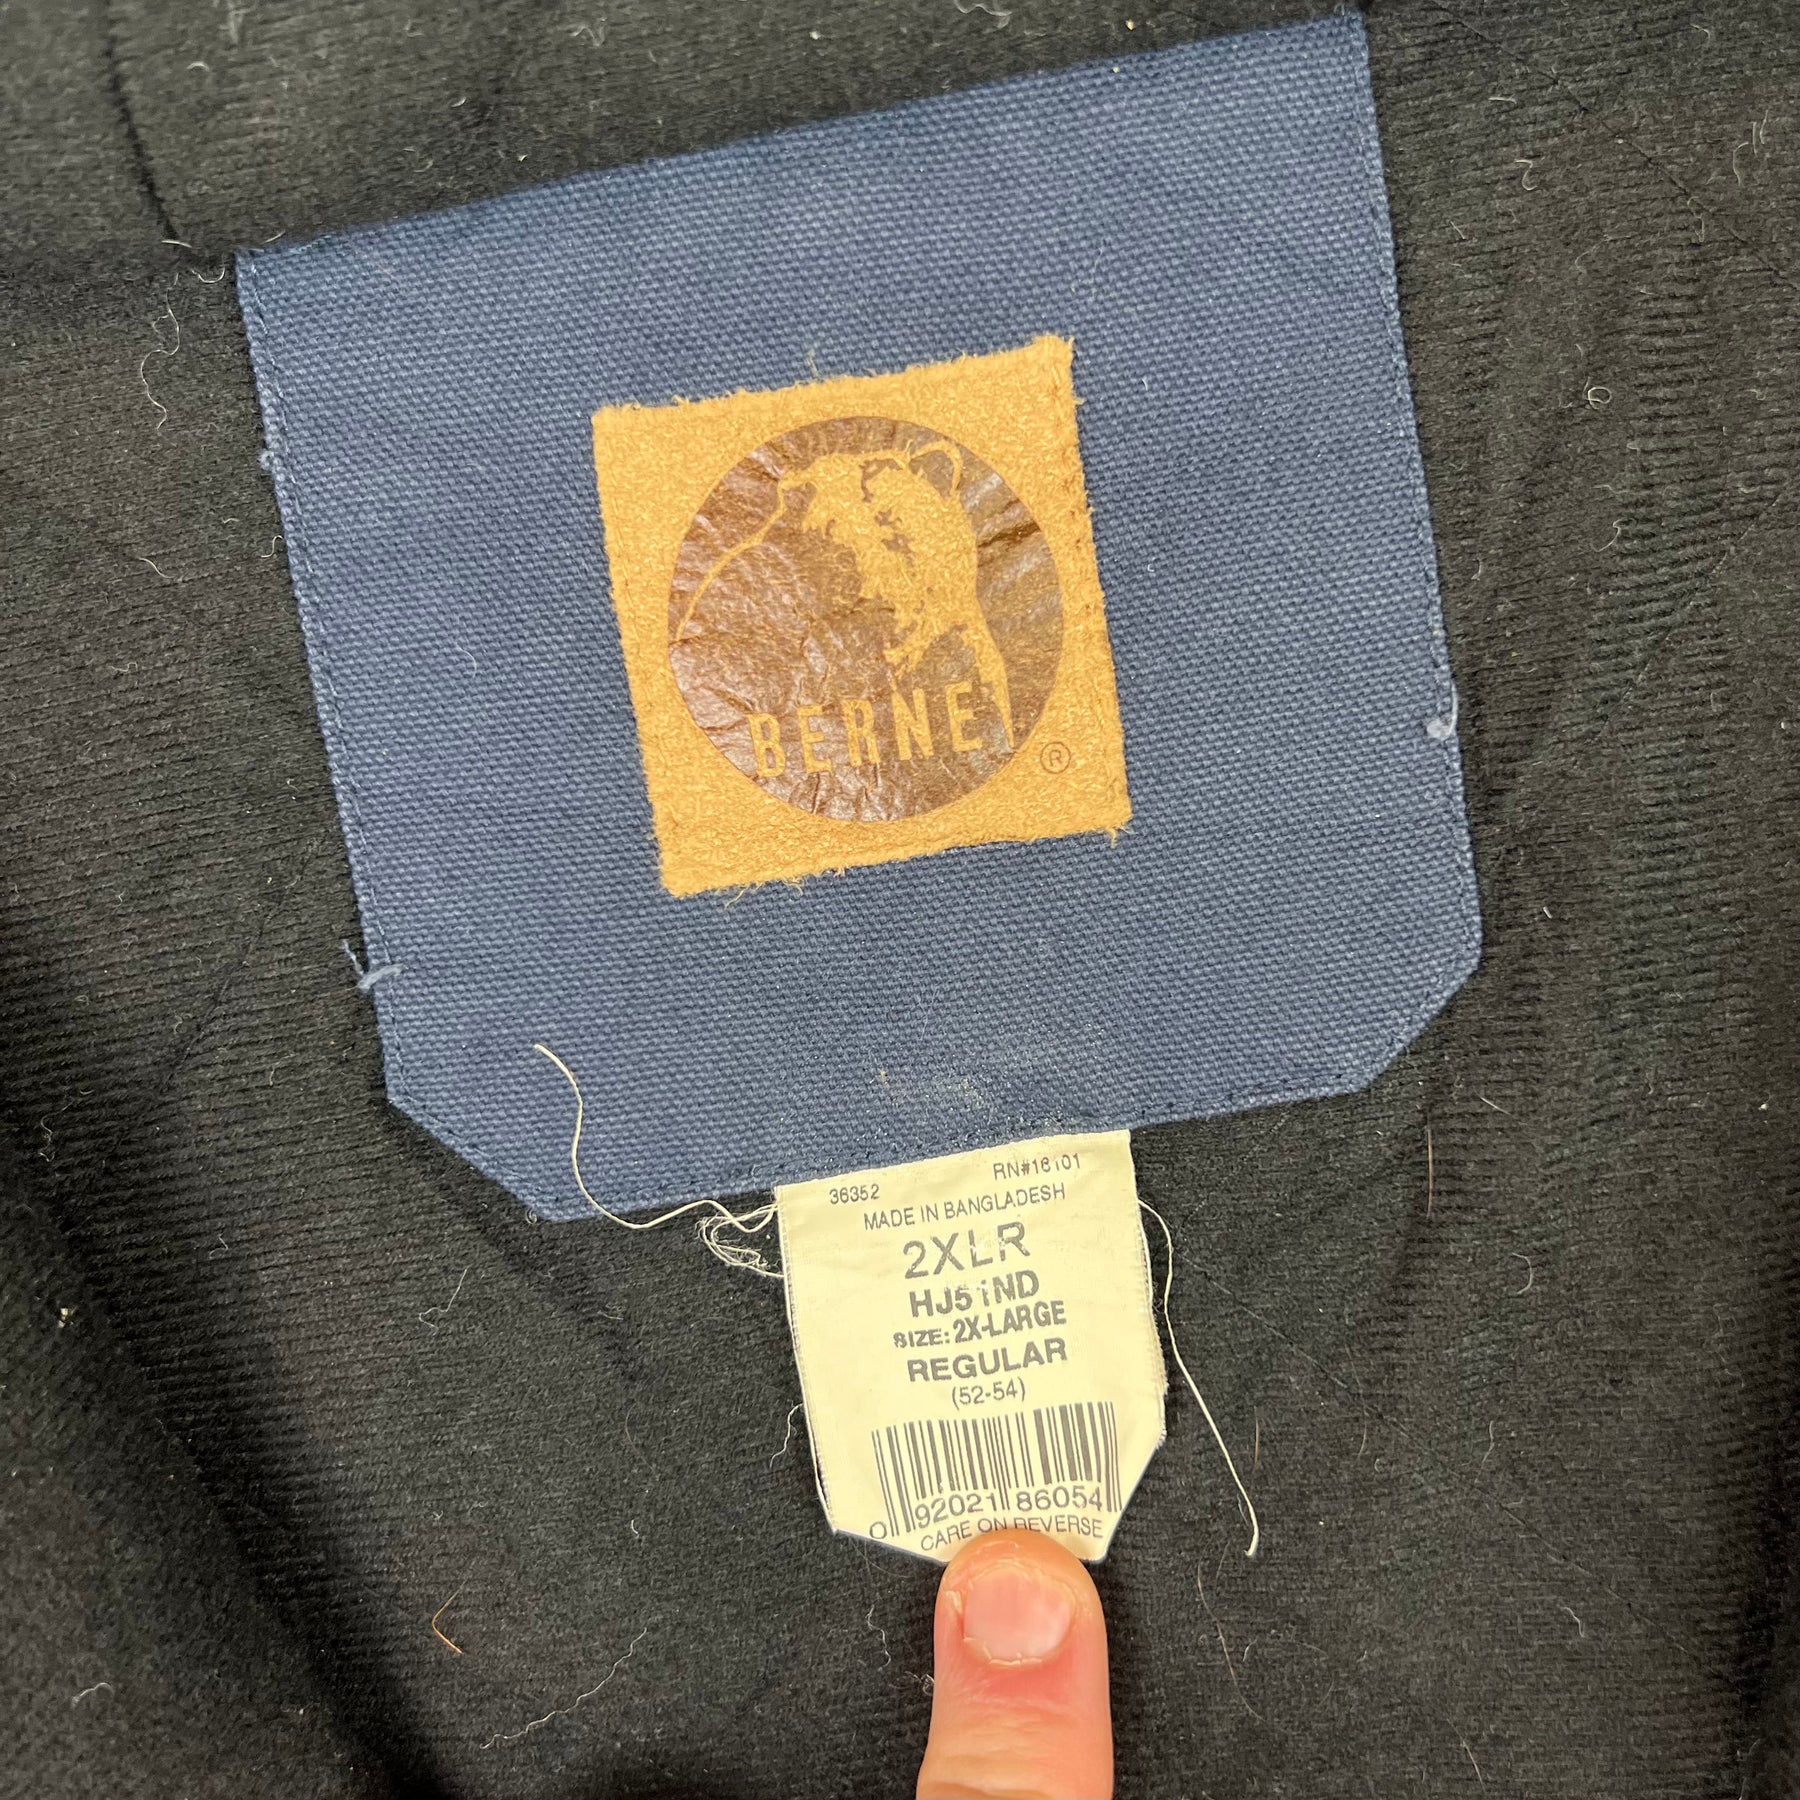 BERNE
®
RN#16101
36352
MADE IN BANGLADESH
2XLR
HJ51ND
SIZE: 2X-LARGE
REGULAR
(52-54)
0 92021 86054
CARE ON REVERSE